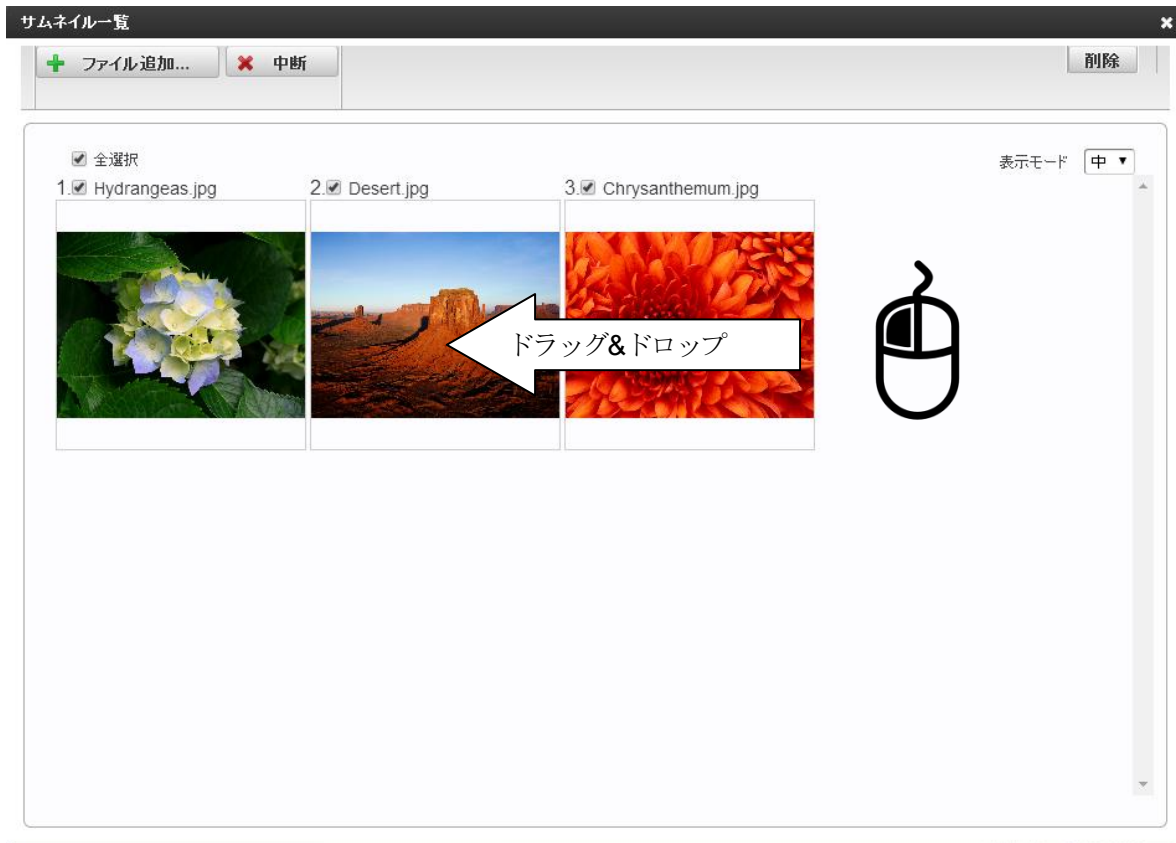 サムネイル一覧
ファイル追加... 中断 削除
全選択 表示モード 中
1. Hydrangeas.jpg 2. Desert.jpg 3. Chrysanthemum.jpg
ドラッグ&ドロップ